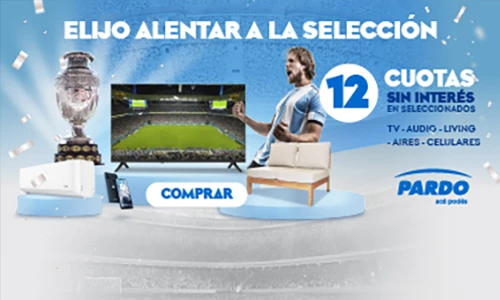 ELIJO ALENTAR A LA SELECCIÓN
12 CUOTAS
SIN INTERÉS
EN SELECCIONADOS
TV - AUDIO - LIVING
- AIRES - CELULARES
COMPRAR
PARDO
acá podés